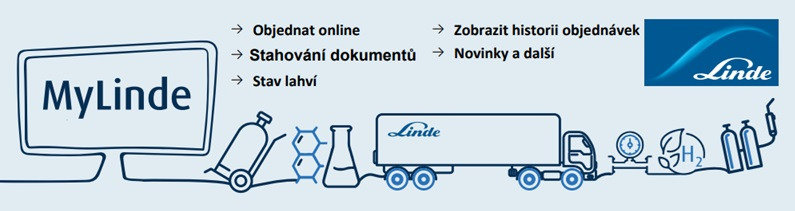 MyLinde
→ Objednat online
→ Stahování dokumentů
→ Stav lahví
→ Zobrazit historii objednávek
→ Novinky a další
Linde
Linde
H₂